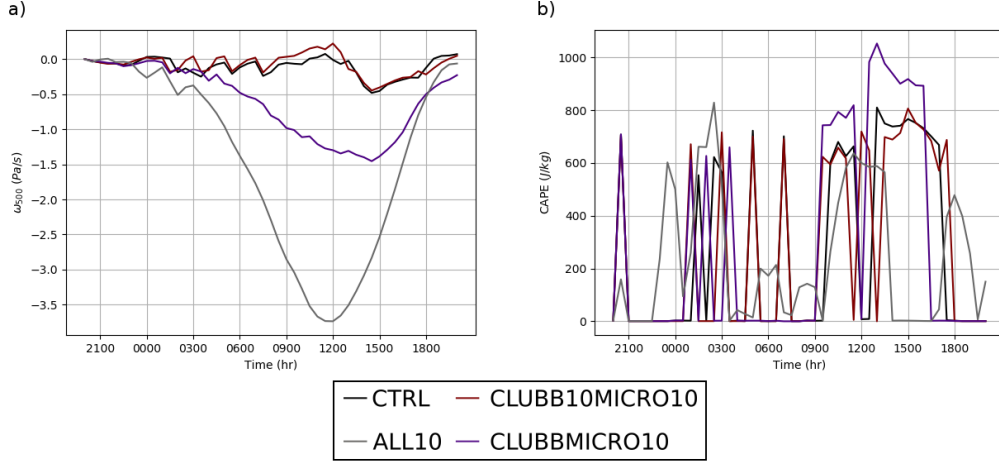 a)
0.0
−0.5
−1.0
−1.5
−2.0
−2.5
−3.0
−3.5
ω500 (Pa/s)
2100 0000 0300 0600 0900 1200 1500 1800
Time (hr)
b)
1000
800
600
400
200
0
CAPE (J/kg)
2100 0000 0300 0600 0900 1200 1500 1800
Time (hr)
CTRL CLUBB10MICRO10
ALL10 CLUBBMICRO10